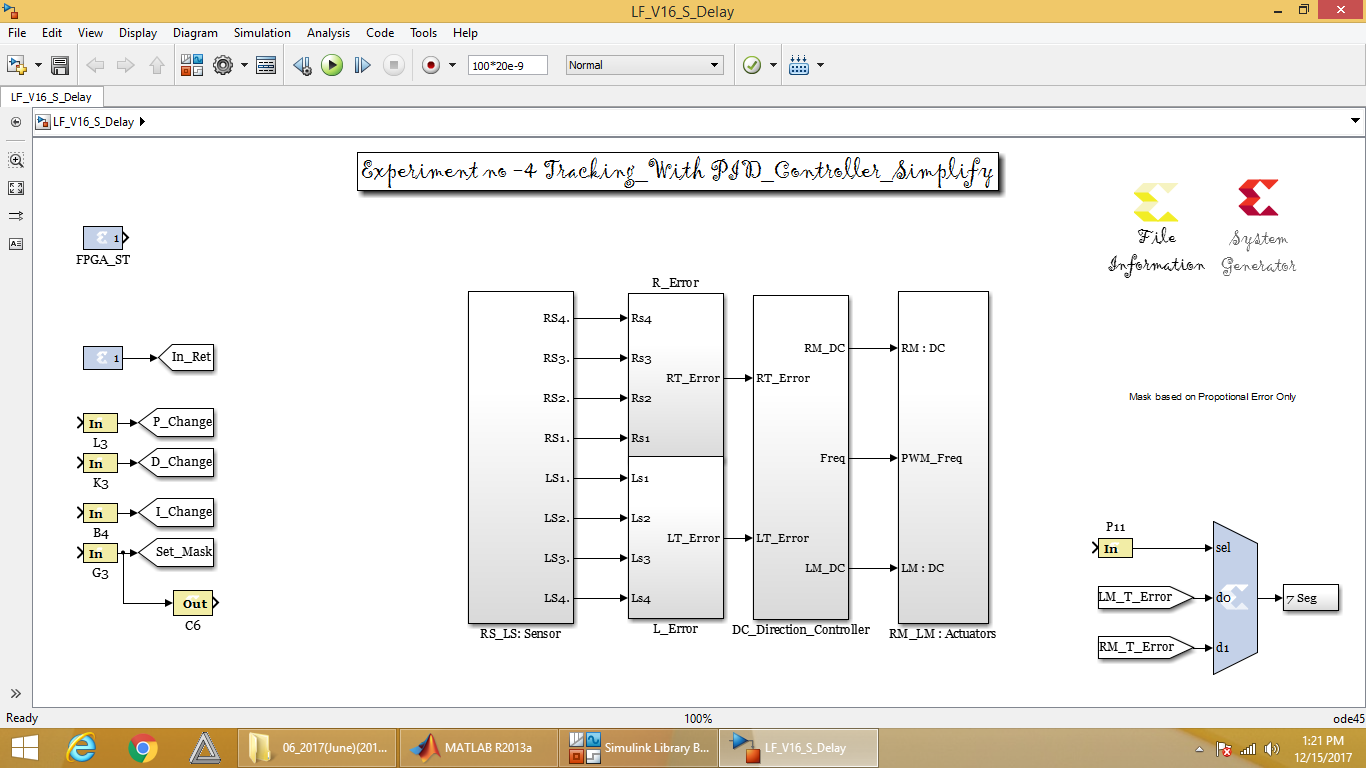 LF_V16_S_Delay
File Edit View Display Diagram Simulation Analysis Code Tools Help
100*20e-9
Normal
LF_V16_S_Delay
LF_V16_S_Delay
Experiment no -4 Tracking_With PID_Controller_Simplify
File
Information
System
Generator
1
FPGA_ST
1
In_Ret
In
L3
P_Change
In
K3
D_Change
In
B4
I_Change
In
G3
Set_Mask
Out
C6
RS4.
RS3.
RS2.
RS1.
LS1.
LS2.
LS3.
LS4.
RS_LS: Sensor
R_Error
Rs4
Rs3
RT_Error
Rs2
Rs1
Ls1
Ls2
LT_Error
Ls3
Ls4
L_Error
RM_DC
RT_Error
Freq
LT_Error
LM_DC
DC_Direction_Controller
RM : DC
PWM_Freq
LM : DC
RM_LM : Actuators
Mask based on Propotional Error Only
P11
In
sel
LM_T_Error
d0
RM_T_Error
d1
7 Seg
Ready
100%
ode45
06_2017(June)(201...
MATLAB R2013a
Simulink Library B...
LF_V16_S_Delay
1:21 PM
12/15/2017